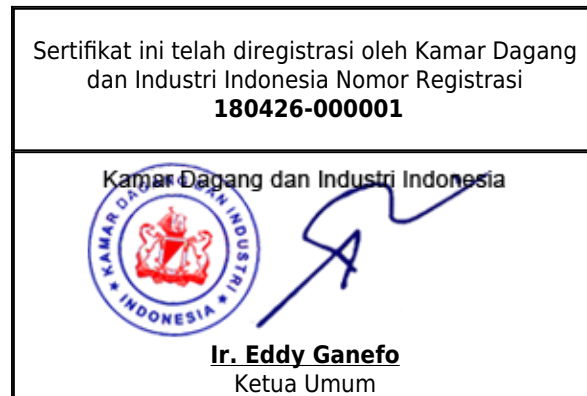 Sertifikat ini telah diregistrasi oleh Kamar Dagang
dan Industri Indonesia Nomor Registrasi
180426-000001
Kamar Dagang dan Industri Indonesia
KAMAR DAGANG DAN INDUSTRI
* INDONESIA *
Ir. Eddy Ganefo
Ketua Umum